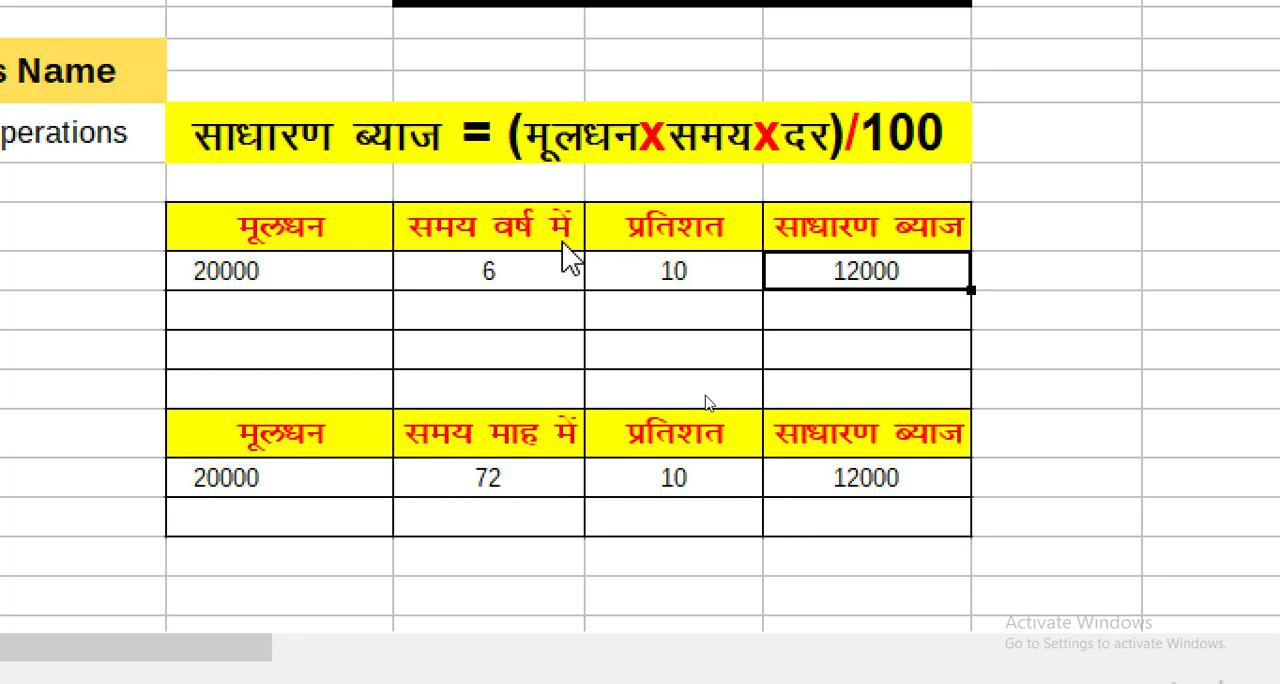 s Name
perations
साधारण ब्याज = (मूलधनxसमयxदर)/100
मूलधन समय वर्ष में प्रतिशत साधारण ब्याज
20000 6 10 12000
मूलधन समय माह में प्रतिशत साधारण ब्याज
20000 72 10 12000
Activate Windows
Go to Settings to activate Windows.